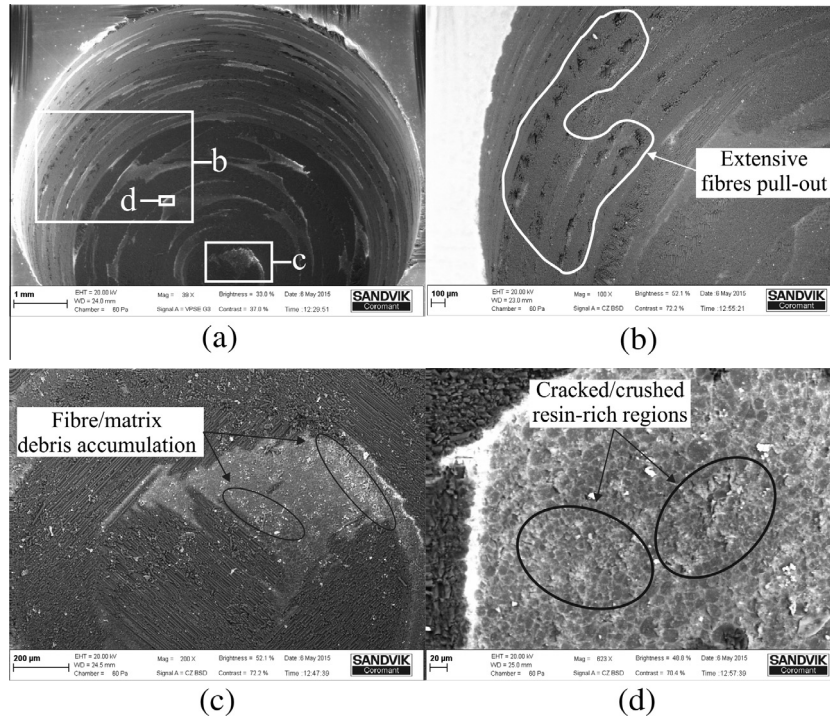 b
d
c
1 mm
EHT = 20.00 kV
WD = 24.0 mm
Chamber = 60 Pa
Mag = 39 X
Signal A = VPSE G3
Brightness = 33.0 %
Contrast = 37.0 %
Date :6 May 2015
Time :12:29:51
SANDVIK
Coromant
(a)
Extensive
fibres pull-out
100 µm
EHT = 20.00 kV
WD = 23.0 mm
Chamber = 60 Pa
Mag = 100 X
Signal A = CZ BSD
Brightness = 52.1 %
Contrast = 72.2 %
Date :6 May 2015
Time :12:55:21
SANDVIK
Coromant
(b)
Fibre/matrix
debris accumulation
200 µm
EHT = 20.00 kV
WD = 24.5 mm
Chamber = 60 Pa
Mag = 200 X
Signal A = CZ BSD
Brightness = 52.1 %
Contrast = 72.2 %
Date :6 May 2015
Time :12:47:39
SANDVIK
Coromant
(c)
Cracked/crushed
resin-rich regions
20 µm
EHT = 20.00 kV
WD = 25.0 mm
Chamber = 60 Pa
Mag = 623 X
Signal A = CZ BSD
Brightness = 48.8 %
Contrast = 70.4 %
Date :6 May 2015
Time :12:57:39
SANDVIK
Coromant
(d)